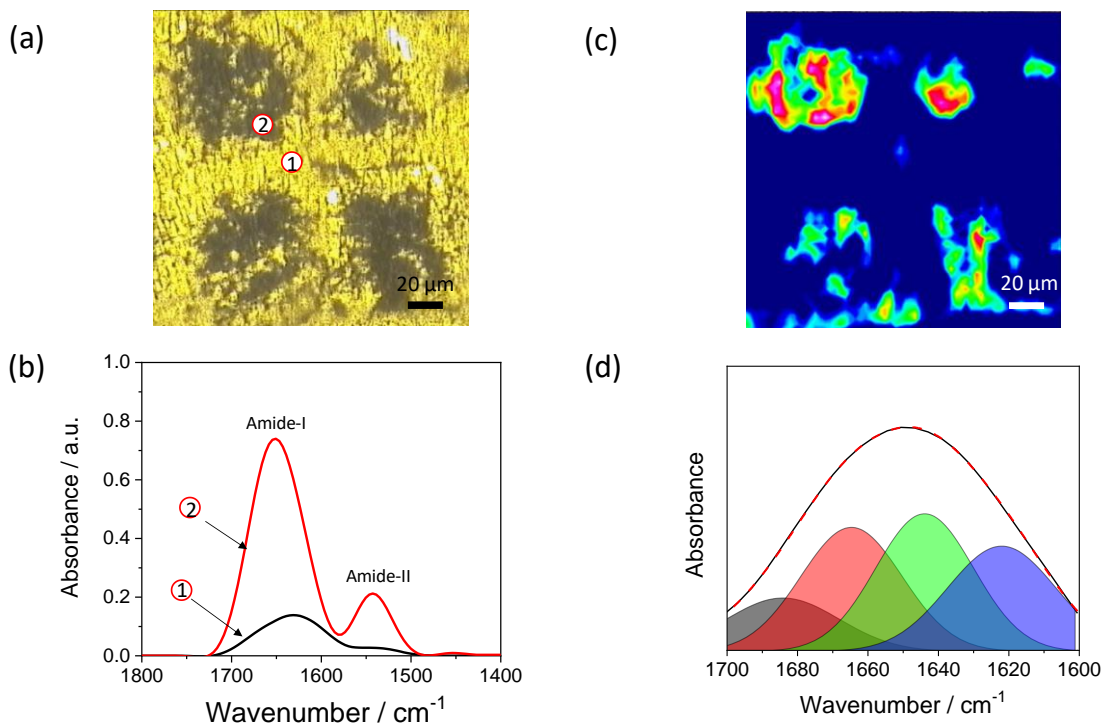 (a)
2
1
20 µm
(c)
20 µm
(b)
1.0
0.8
0.6
0.4
0.2
0.0
Absorbance / a.u.
Amide-I
Amide-II
2
1
1800
1700
1600
1500
1400
Wavenumber / cm⁻¹
(d)
Absorbance
1700
1680
1660
1640
1620
1600
Wavenumber / cm⁻¹